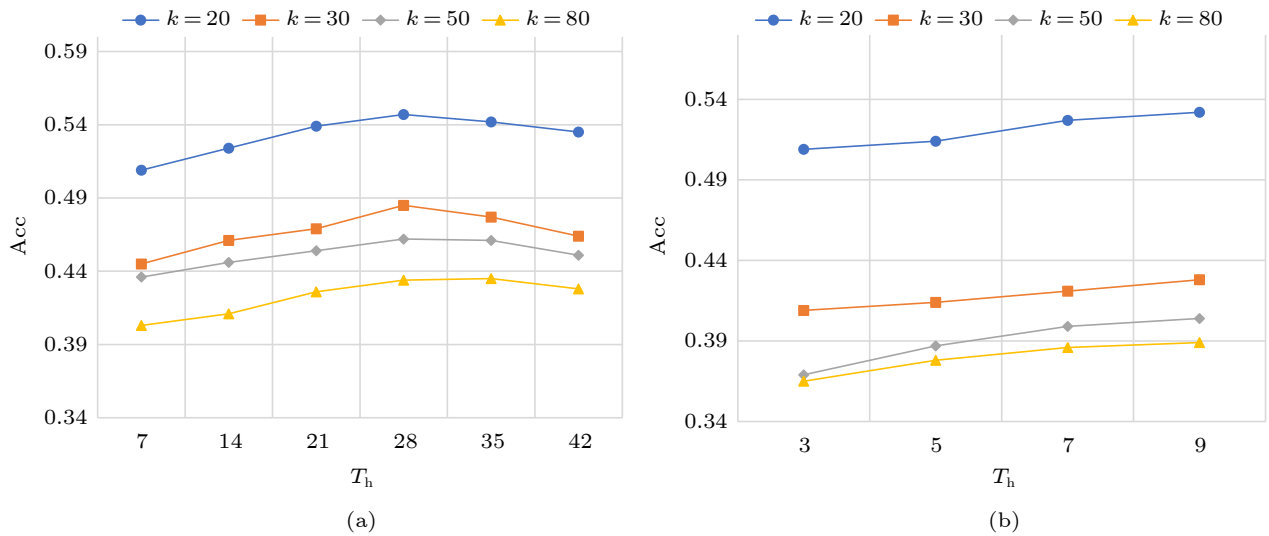 k = 20 k = 30 k = 50 k = 80
0.59
0.54
0.49
0.44
0.39
0.34
Acc
7 14 21 28 35 42
T_h
(a)
k = 20 k = 30 k = 50 k = 80
0.54
0.49
0.44
0.39
0.34
Acc
3 5 7 9
T_h
(b)